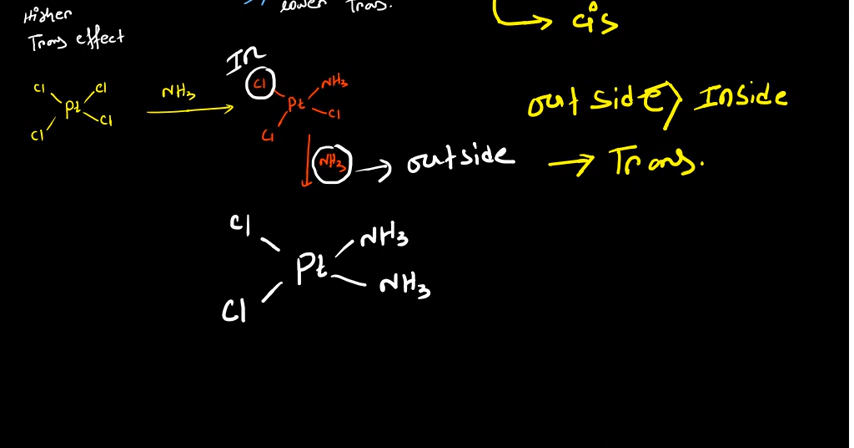 Higher
Trans effect
lower Trans.
cis
Cl Cl
Pt
Cl Cl
NH3
In
Cl NH3
Pt
Cl Cl
outside > Inside
NH3 → outside → Trans.
Cl NH3
Pt
Cl NH3